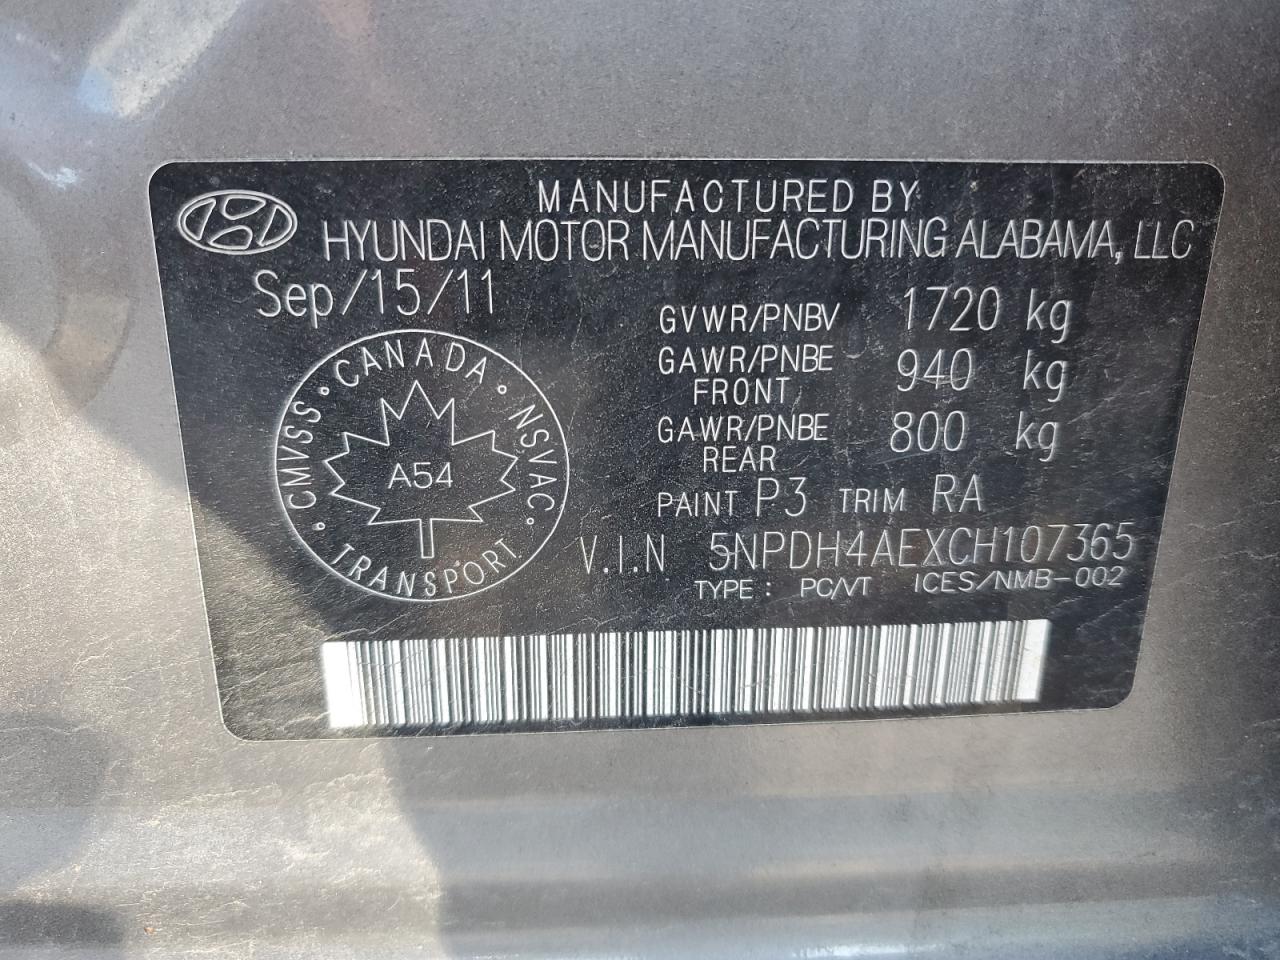 MANUFACTURED BY
HYUNDAI MOTOR MANUFACTURING ALABAMA, LLC
Sep/15/11
GVWR/PNBV 1720 kg
GAWR/PNBE FRONT 940 kg
GAWR/PNBE REAR 800 kg
PAINT P3 TRIM RA
CANADA
NSVAC
TRANSPORT
CMVSS
A54
V.I.N 5NPDH4AEXCH107365
TYPE : PC/VT ICES/NMB-002